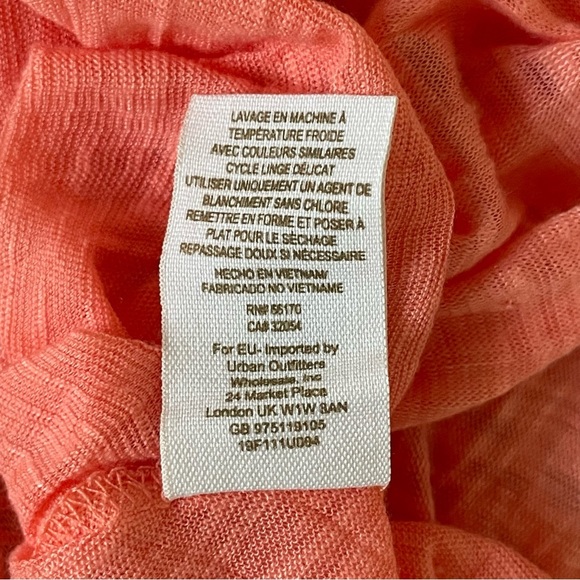 LAVAGE EN MACHINE À
TEMPÉRATURE FROIDE
AVEC COULEURS SIMILAIRES
CYCLE LINGE DÉLICAT
UTILISER UNIQUEMENT UN AGENT DE
BLANCHIMENT SANS CHLORE
REMETTRE EN FORME ET POSER À
PLAT POUR LE SÉCHAGE
REPASSAGE DOUX SI NÉCESSAIRE
HECHO EN VIETNAM/
FABRICADO NO VIETNAME
RN# 66170
CA# 32054
For EU- Imported by
Urban Outfitters
Wholesale, Inc
24 Market Place
London UK W1W 8AN
GB 975119105
19F111UD84